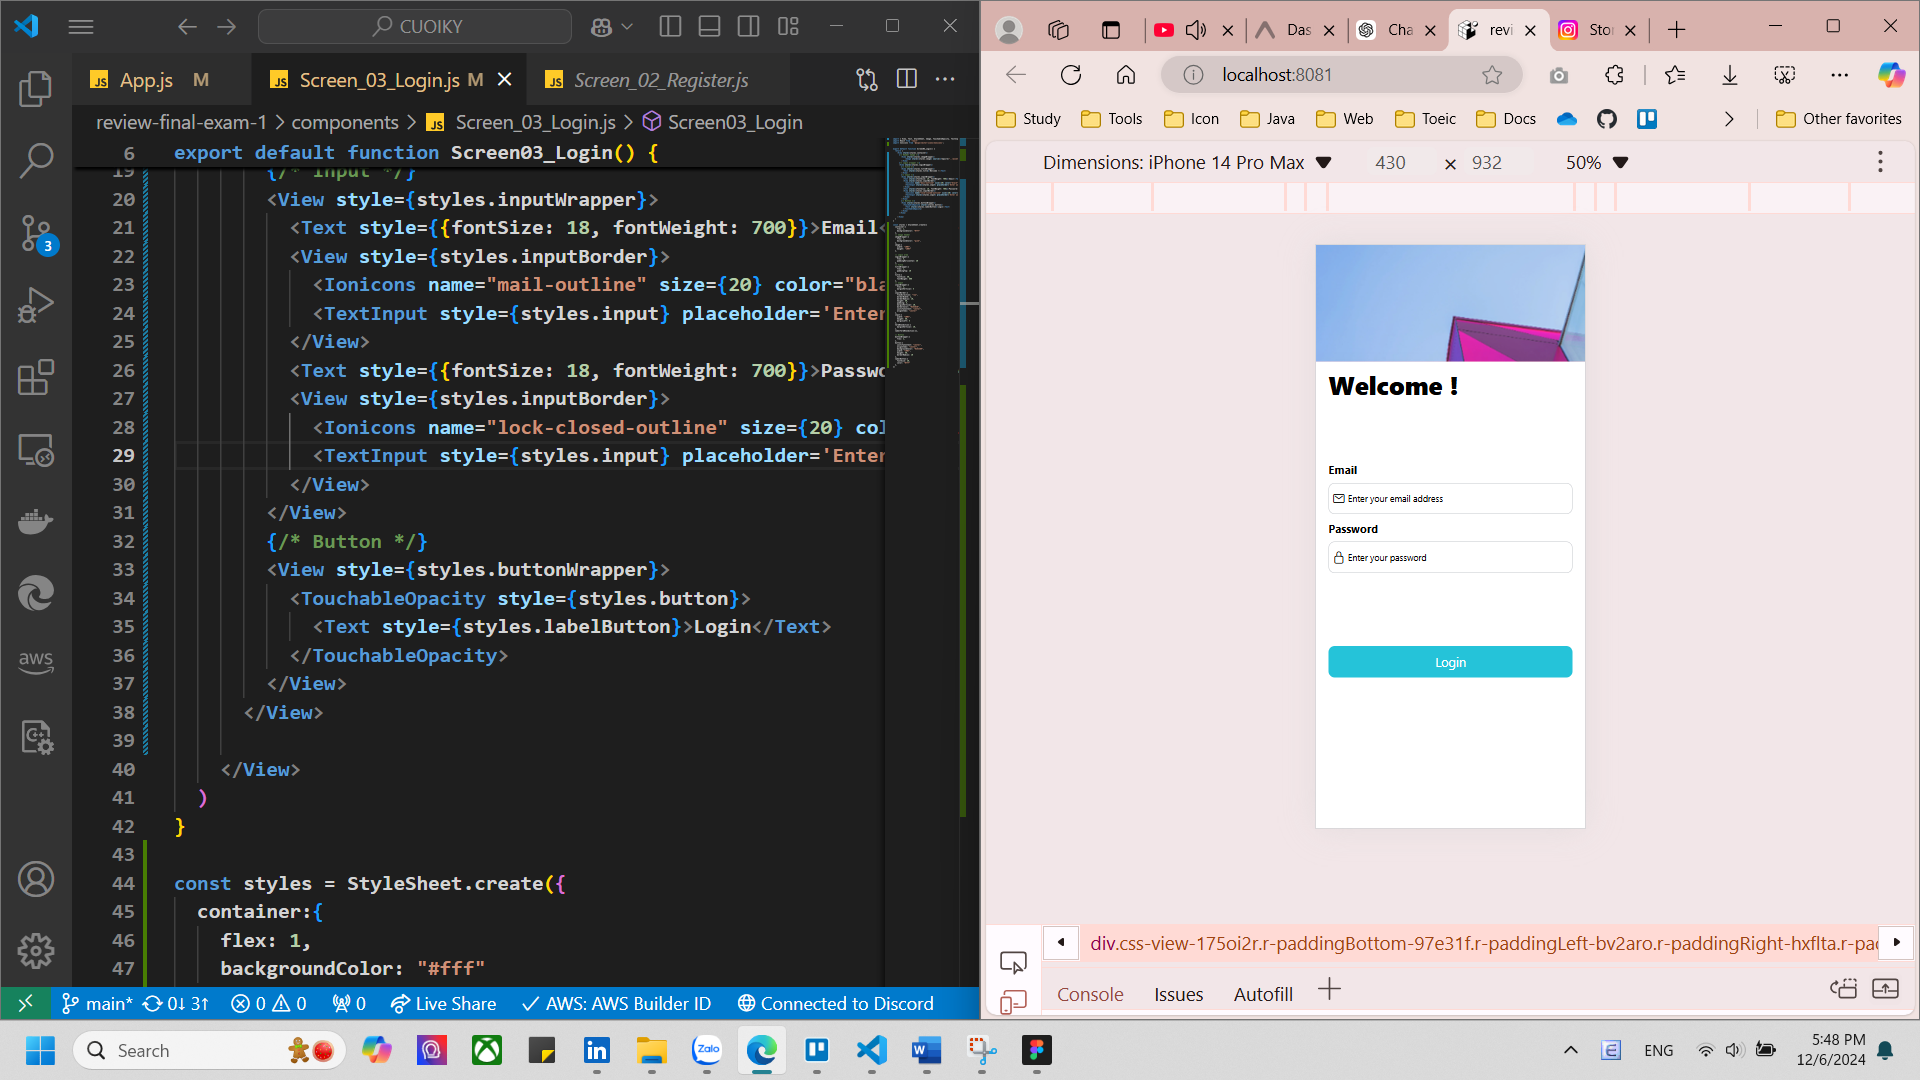 CUOIKY
App.js M
Screen_03_Login.js M
Screen_02_Register.js
review-final-exam-1 > components > JS Screen_03_Login.js > Screen03_Login
6 export default function Screen03_Login() {
19 {/* Input */}
20 <View style={styles.inputWrapper}>
21 <Text style={{fontSize: 18, fontWeight: 700}}>Email<
22 <View style={styles.inputBorder}>
23 <Ionicons name="mail-outline" size={20} color="bla
24 <TextInput style={styles.input} placeholder='Enter
25 </View>
26 <Text style={{fontSize: 18, fontWeight: 700}}>Passwo
27 <View style={styles.inputBorder}>
28 <Ionicons name="lock-closed-outline" size={20} col
29 <TextInput style={styles.input} placeholder='Enter
30 </View>
31 </View>
32 {/* Button */}
33 <View style={styles.buttonWrapper}>
34 <TouchableOpacity style={styles.button}>
35 <Text style={styles.labelButton}>Login</Text>
36 </TouchableOpacity>
37 </View>
38 </View>
39
40 </View>
41 )
42 }
43
44 const styles = StyleSheet.create({
45 container:{
46 flex: 1,
47 backgroundColor: "#fff"
3
aws
main* 0↓ 3↑ 0 0 0 Live Share AWS: AWS Builder ID Connected to Discord
Das
Cha
revi
Stor
localhost:8081
Study Tools Icon Java Web Toeic Docs Other favorites
Dimensions: iPhone 14 Pro Max 430 × 932 50%
Welcome !
Email
Enter your email address
Password
Enter your password
Login
div.css-view-175oi2r.r-paddingBottom-97e31f.r-paddingLeft-bv2aro.r-paddingRight-hxflta.r-pad
Console Issues Autofill
Search
Zalo
ENG
5:48 PM
12/6/2024